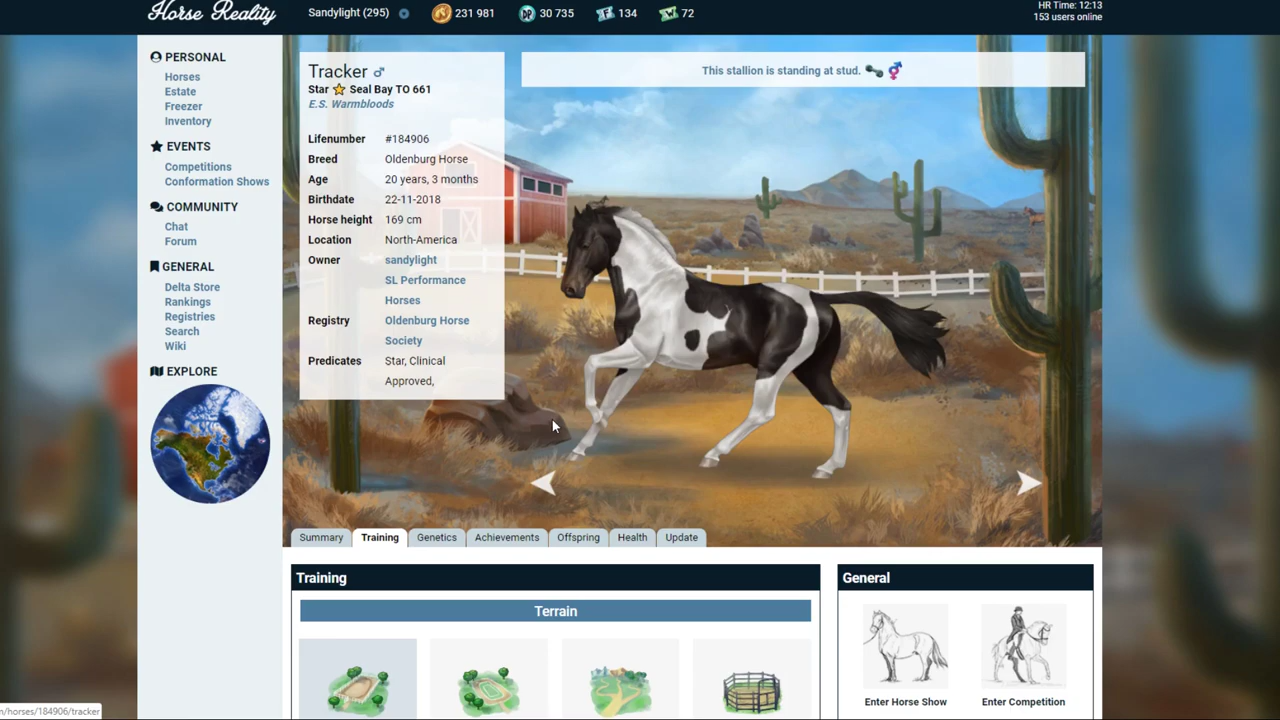 Horse Reality
Sandylight (295)
231 981
30 735
134
72
HR Time: 12:13
153 users online
PERSONAL
Horses
Estate
Freezer
Inventory
EVENTS
Competitions
Conformation Shows
COMMUNITY
Chat
Forum
GENERAL
Delta Store
Rankings
Registries
Search
Wiki
EXPLORE
Tracker ♂
Star ⭐ Seal Bay TO 661
E.S. Warmbloods
Lifenumber #184906
Breed Oldenburg Horse
Age 20 years, 3 months
Birthdate 22-11-2018
Horse height 169 cm
Location North-America
Owner sandylight
SL Performance
Horses
Registry Oldenburg Horse
Society
Predicates Star, Clinical
Approved,
This stallion is standing at stud.
Summary Training Genetics Achievements Offspring Health Update
Training
Terrain
General
Enter Horse Show Enter Competition
m/horses/184906/tracker